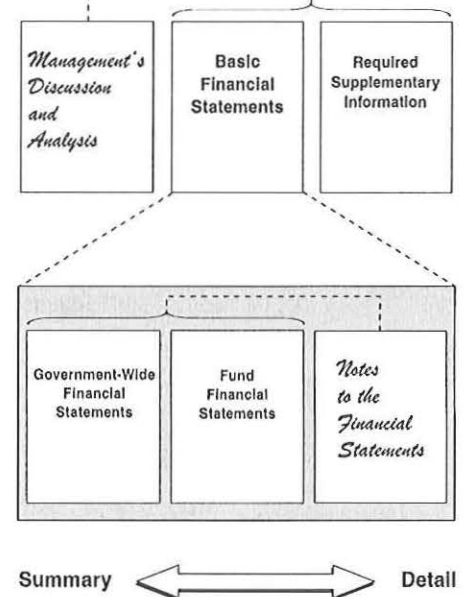 Management's
Discussion
and
Analysis
Basic
Financial
Statements
Required
Supplementary
Information
Government-Wide
Financial
Statements
Fund
Financial
Statements
Notes
to the
Financial
Statements
Summary
Detail